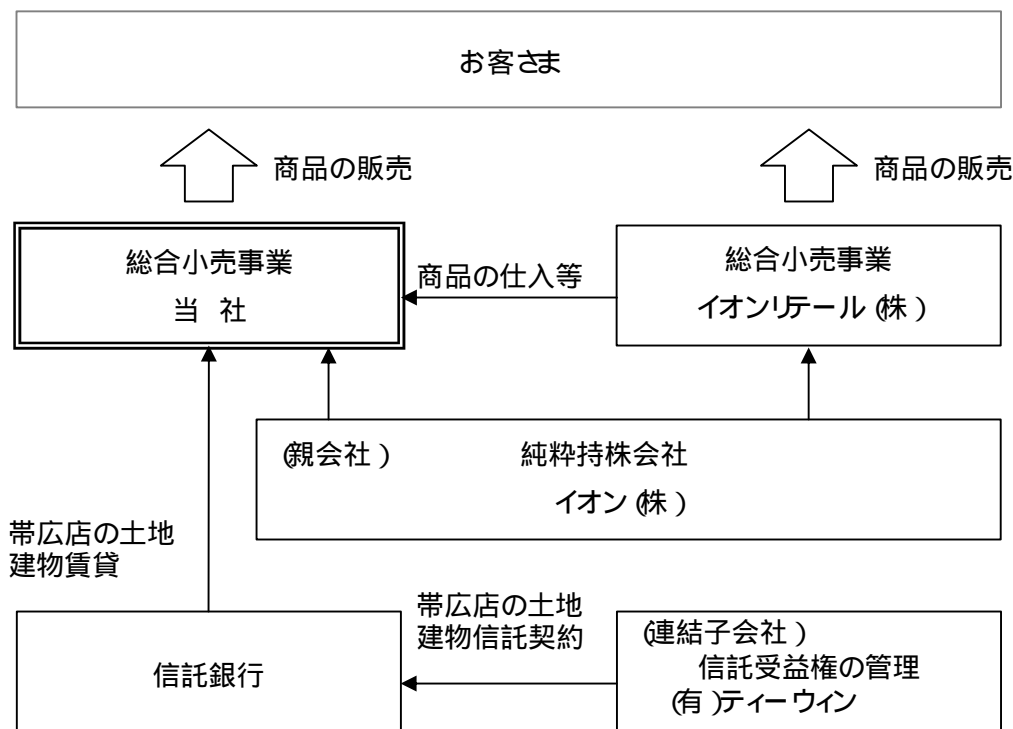 お客さま
商品の販売
商品の販売
総合小売事業
当 社
商品の仕入等
総合小売事業
イオンリテール(株)
(親会社) 純粋持株会社
イオン(株)
帯広店の土地
建物賃貸
帯広店の土地
建物信託契約
信託銀行
(連結子会社)
信託受益権の管理
(有)ティーウィン